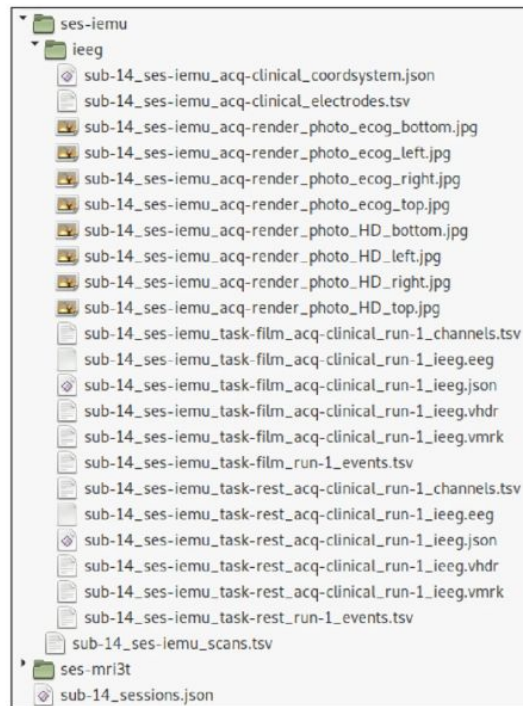 ses-iemu
ieeg
sub-14_ses-iemu_acq-clinical_coordsystem.json
sub-14_ses-iemu_acq-clinical_electrodes.tsv
sub-14_ses-iemu_acq-render_photo_ecog_bottom.jpg
sub-14_ses-iemu_acq-render_photo_ecog_left.jpg
sub-14_ses-iemu_acq-render_photo_ecog_right.jpg
sub-14_ses-iemu_acq-render_photo_ecog_top.jpg
sub-14_ses-iemu_acq-render_photo_HD_bottom.jpg
sub-14_ses-iemu_acq-render_photo_HD_left.jpg
sub-14_ses-iemu_acq-render_photo_HD_right.jpg
sub-14_ses-iemu_acq-render_photo_HD_top.jpg
sub-14_ses-iemu_task-film_acq-clinical_run-1_channels.tsv
sub-14_ses-iemu_task-film_acq-clinical_run-1_ieeg.eeg
sub-14_ses-iemu_task-film_acq-clinical_run-1_ieeg.json
sub-14_ses-iemu_task-film_acq-clinical_run-1_ieeg.vhdr
sub-14_ses-iemu_task-film_acq-clinical_run-1_ieeg.vmrk
sub-14_ses-iemu_task-film_run-1_events.tsv
sub-14_ses-iemu_task-rest_acq-clinical_run-1_channels.tsv
sub-14_ses-iemu_task-rest_acq-clinical_run-1_ieeg.eeg
sub-14_ses-iemu_task-rest_acq-clinical_run-1_ieeg.json
sub-14_ses-iemu_task-rest_acq-clinical_run-1_ieeg.vhdr
sub-14_ses-iemu_task-rest_acq-clinical_run-1_ieeg.vmrk
sub-14_ses-iemu_task-rest_run-1_events.tsv
sub-14_ses-iemu_scans.tsv
ses-mri3t
sub-14_sessions.json